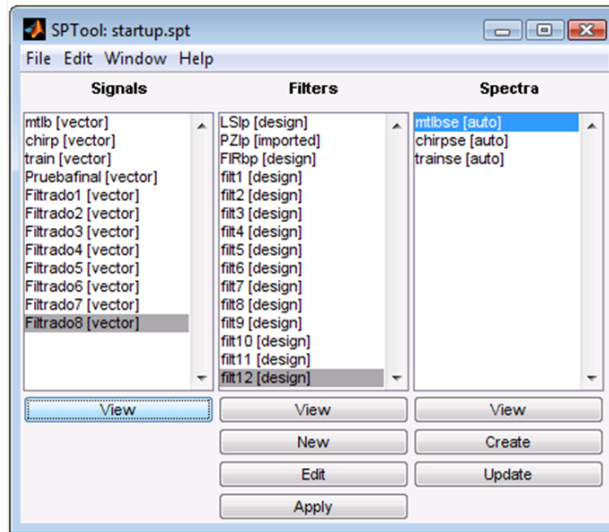 SPTool: startup.spt
File Edit Window Help
Signals
mtlb [vector]
chirp [vector]
train [vector]
Pruebafinal [vector]
Filtrado1 [vector]
Filtrado2 [vector]
Filtrado3 [vector]
Filtrado4 [vector]
Filtrado5 [vector]
Filtrado6 [vector]
Filtrado7 [vector]
Filtrado8 [vector]
View
Filters
LSlp [design]
PZlp [imported]
FIRbp [design]
filt1 [design]
filt2 [design]
filt3 [design]
filt4 [design]
filt5 [design]
filt6 [design]
filt7 [design]
filt8 [design]
filt9 [design]
filt10 [design]
filt11 [design]
filt12 [design]
View
New
Edit
Apply
Spectra
mtlbse [auto]
chirpse [auto]
trainse [auto]
View
Create
Update